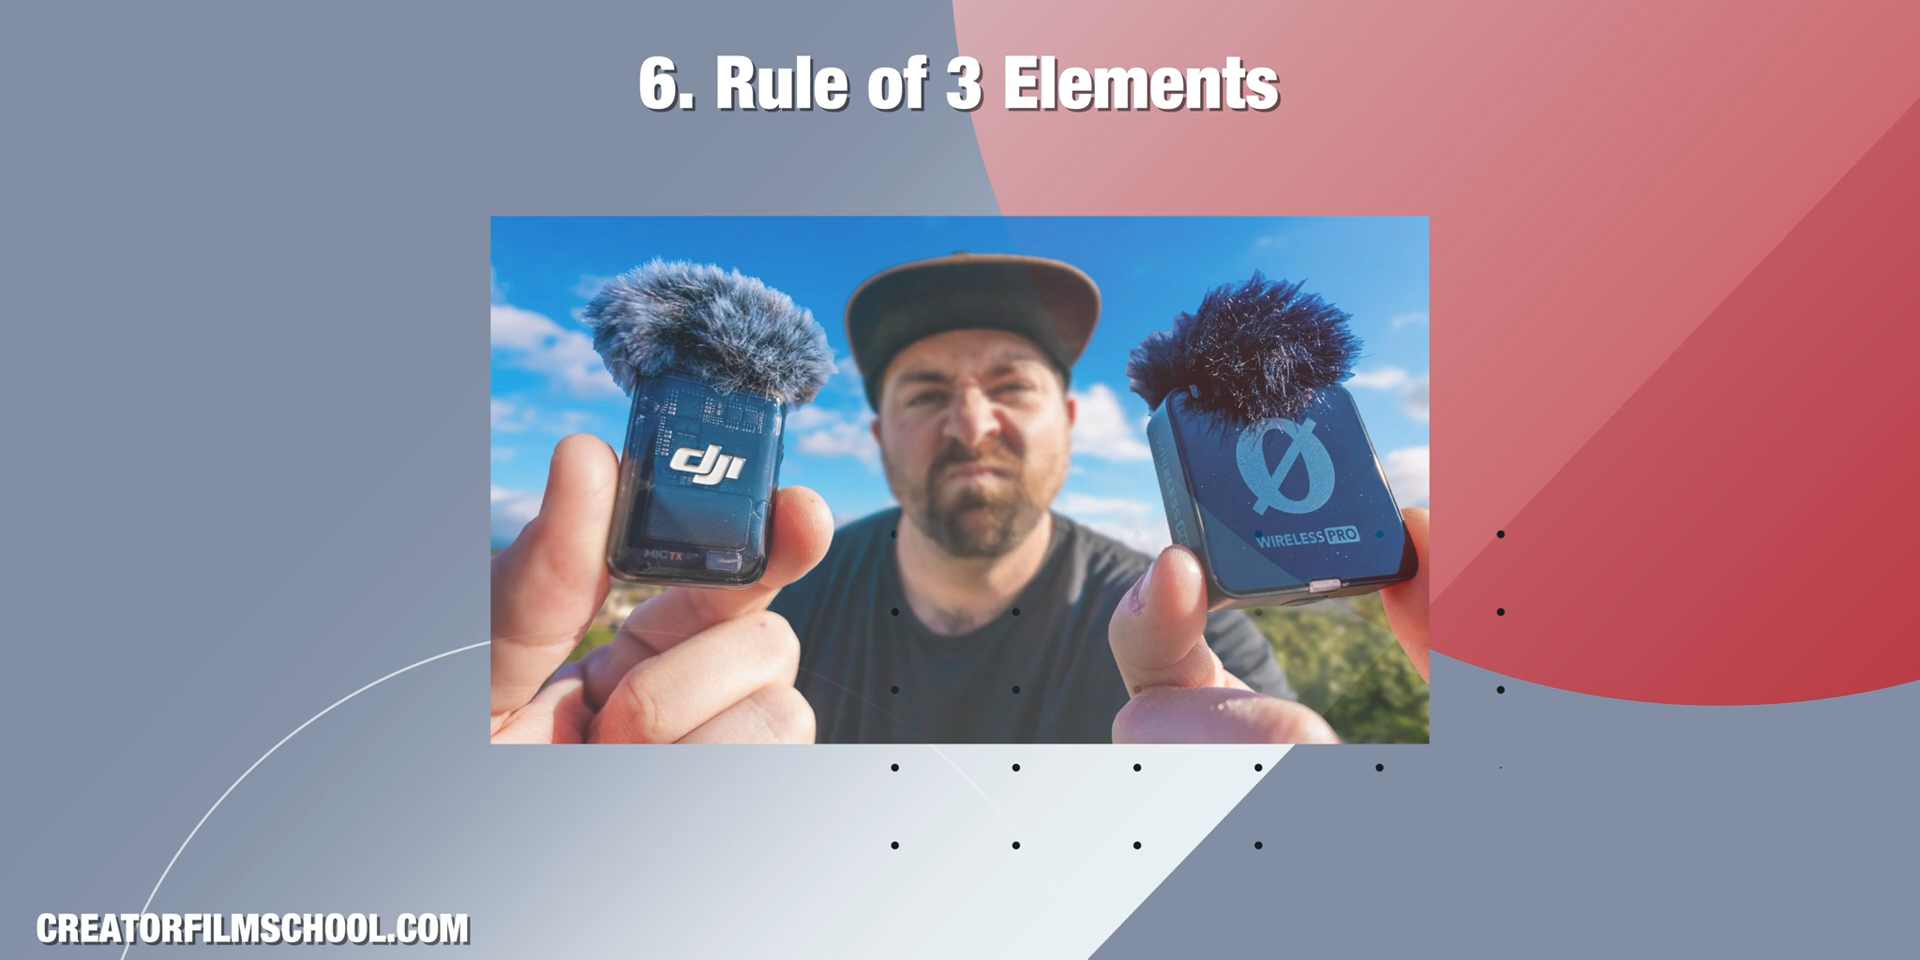 6. Rule of 3 Elements
dji
MIC TX
WIRELESS PRO
CREATORFILMSCHOOL.COM